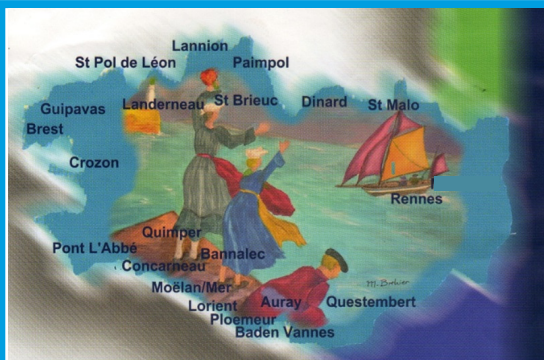 Lannion
St Pol de Léon
Paimpol
Guipavas
Landerneau
St Brieuc
Dinard
St Malo
Brest
Crozon
Rennes
Quimper
Pont L'Abbé
Bannalec
Concarneau
Moëlan/Mer
Lorient
Auray
Questembert
Ploemeur
Baden Vannes